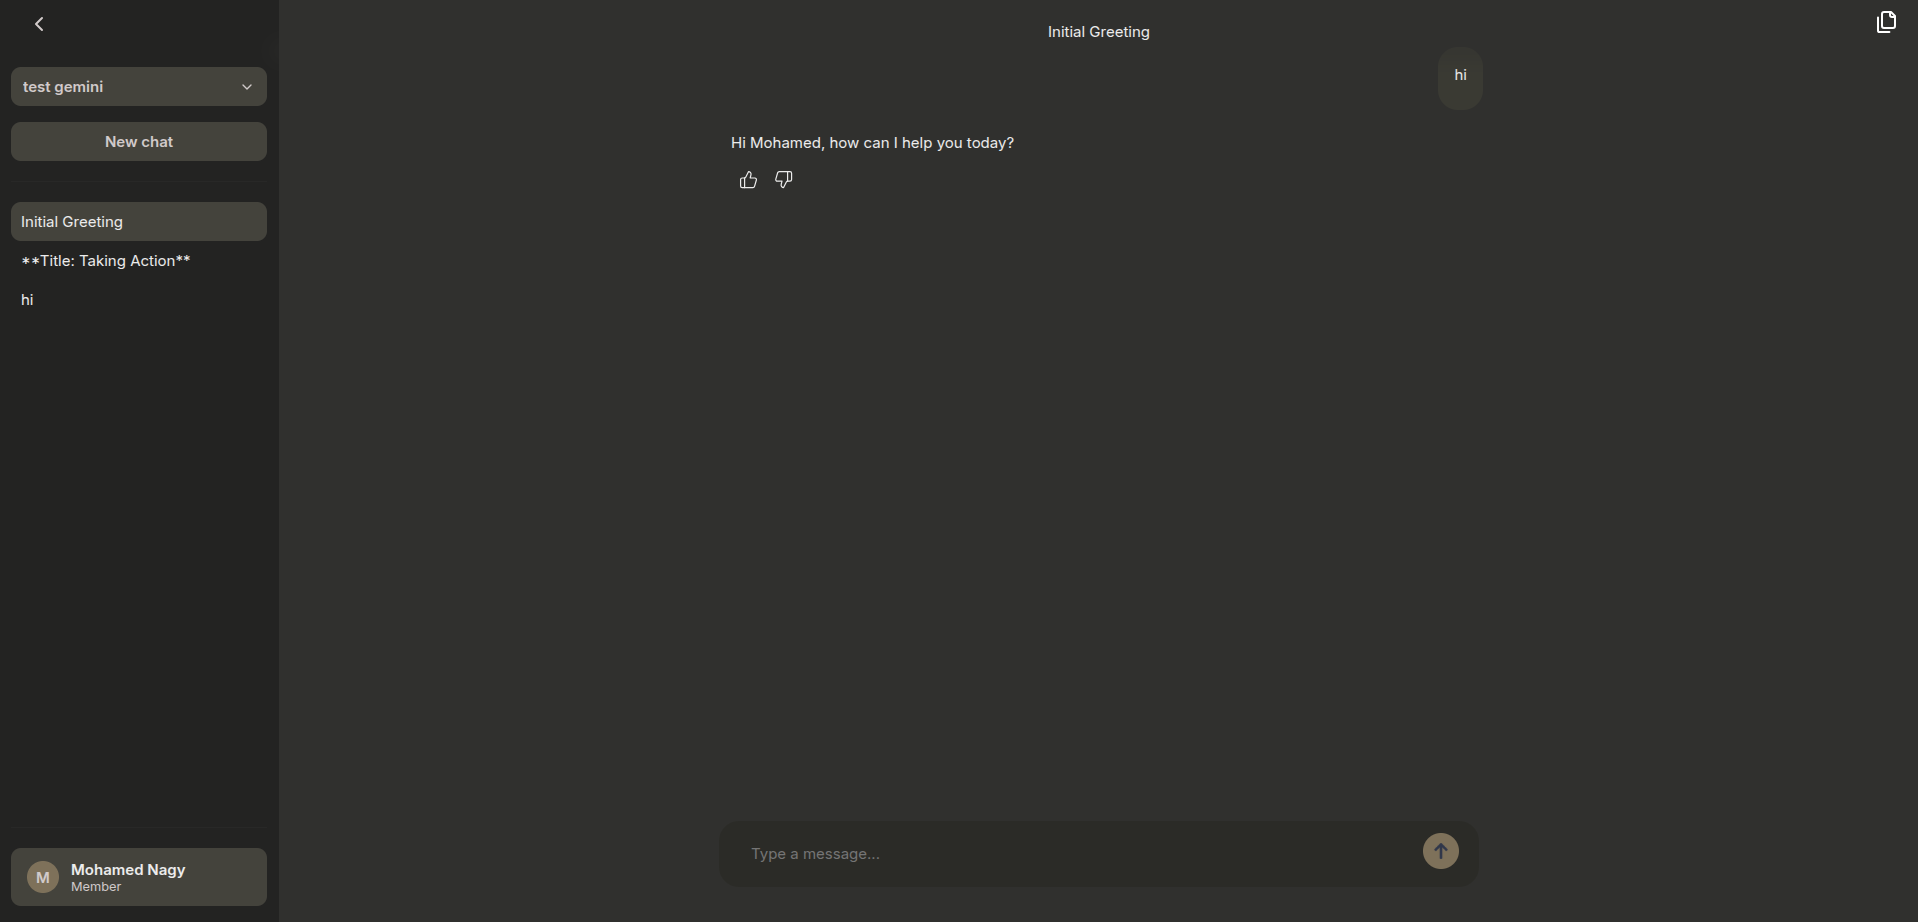 test gemini
New chat
Initial Greeting
**Title: Taking Action**
hi
Mohamed Nagy
M
Member
Initial Greeting
hi
Hi Mohamed, how can I help you today?
Type a message...